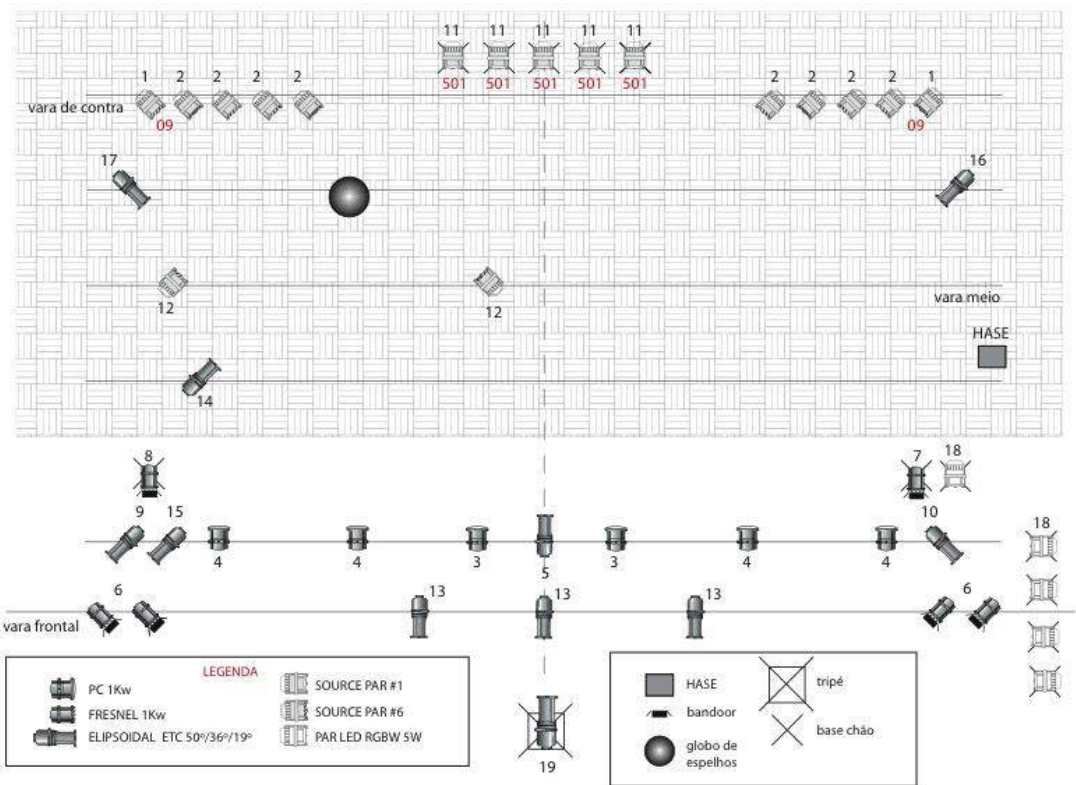 11 11 11 11 11
1 2 2 2 2 2 2 2 2 1
501 501 501 501 501
vara de contra
09 09
17 16
12 12
vara meio
HASE
14
8 7 18
9 15 10 18
4 4 3 5 3 4 4
6 13 13 13 6
vara frontal
LEGENDA
PC 1Kw
FRESNEL 1Kw
ELIPSOIDAL ETC 50º/36º/19º
SOURCE PAR #1
SOURCE PAR #6
PAR LED RGBW 5W
19
HASE
bandoor
globo de
espelhos
tripé
base chão